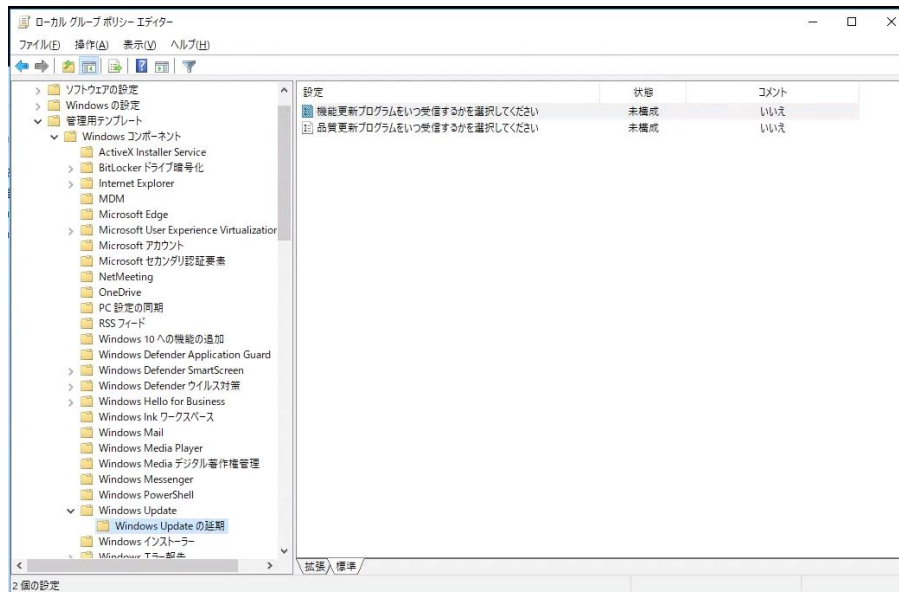 ローカル グループ ポリシー エディター
ファイル(F) 操作(A) 表示(V) ヘルプ(H)
ソフトウェアの設定
Windows の設定
管理用テンプレート
Windows コンポーネント
ActiveX Installer Service
BitLocker ドライブ暗号化
Internet Explorer
MDM
Microsoft Edge
Microsoft User Experience Virtualization
Microsoft アカウント
Microsoft セカンダリ認証要素
NetMeeting
OneDrive
PC 設定の同期
RSS フィード
Windows 10 への機能の追加
Windows Defender Application Guard
Windows Defender SmartScreen
Windows Defender ウイルス対策
Windows Hello for Business
Windows Ink ワークスペース
Windows Mail
Windows Media Player
Windows Media デジタル著作権管理
Windows Messenger
Windows PowerShell
Windows Update
Windows Update の延期
Windows インストーラー
Windows エラー報告
設定 状態 コメント
機能更新プログラムをいつ受信するかを選択してください 未構成 いいえ
品質更新プログラムをいつ受信するかを選択してください 未構成 いいえ
拡張 標準
2 個の設定